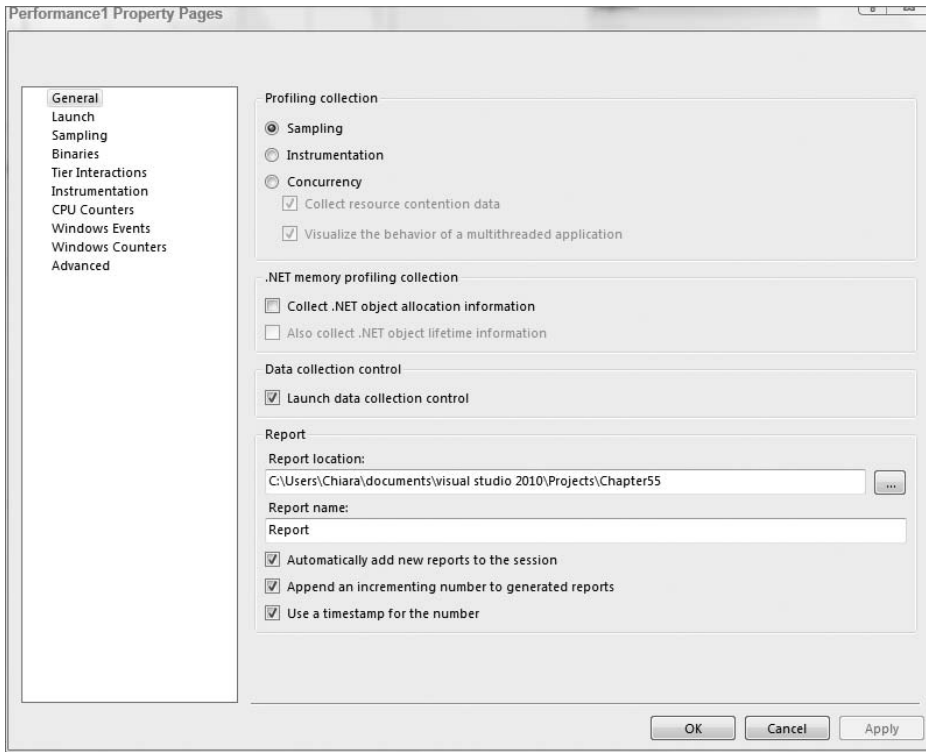 Performance1 Property Pages
General
Launch
Sampling
Binaries
Tier Interactions
Instrumentation
CPU Counters
Windows Events
Windows Counters
Advanced
Profiling collection
Sampling
Instrumentation
Concurrency
Collect resource contention data
Visualize the behavior of a multithreaded application
.NET memory profiling collection
Collect .NET object allocation information
Also collect .NET object lifetime information
Data collection control
Launch data collection control
Report
Report location:
C:\Users\Chiara\documents\visual studio 2010\Projects\Chapter55
...
Report name:
Report
Automatically add new reports to the session
Append an incrementing number to generated reports
Use a timestamp for the number
OK
Cancel
Apply